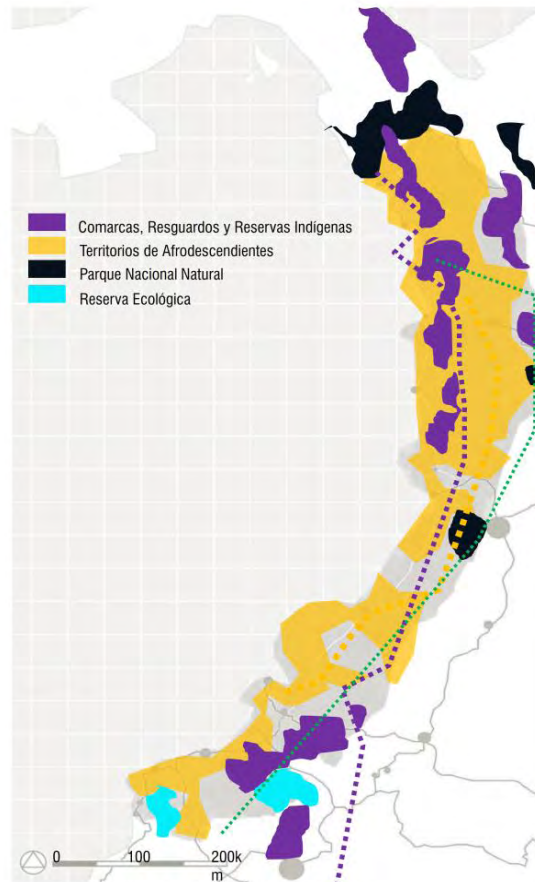 Comarcas, Resguardos y Reservas Indígenas
Territorios de Afrodescendientes
Parque Nacional Natural
Reserva Ecológica
0 100 200k
m